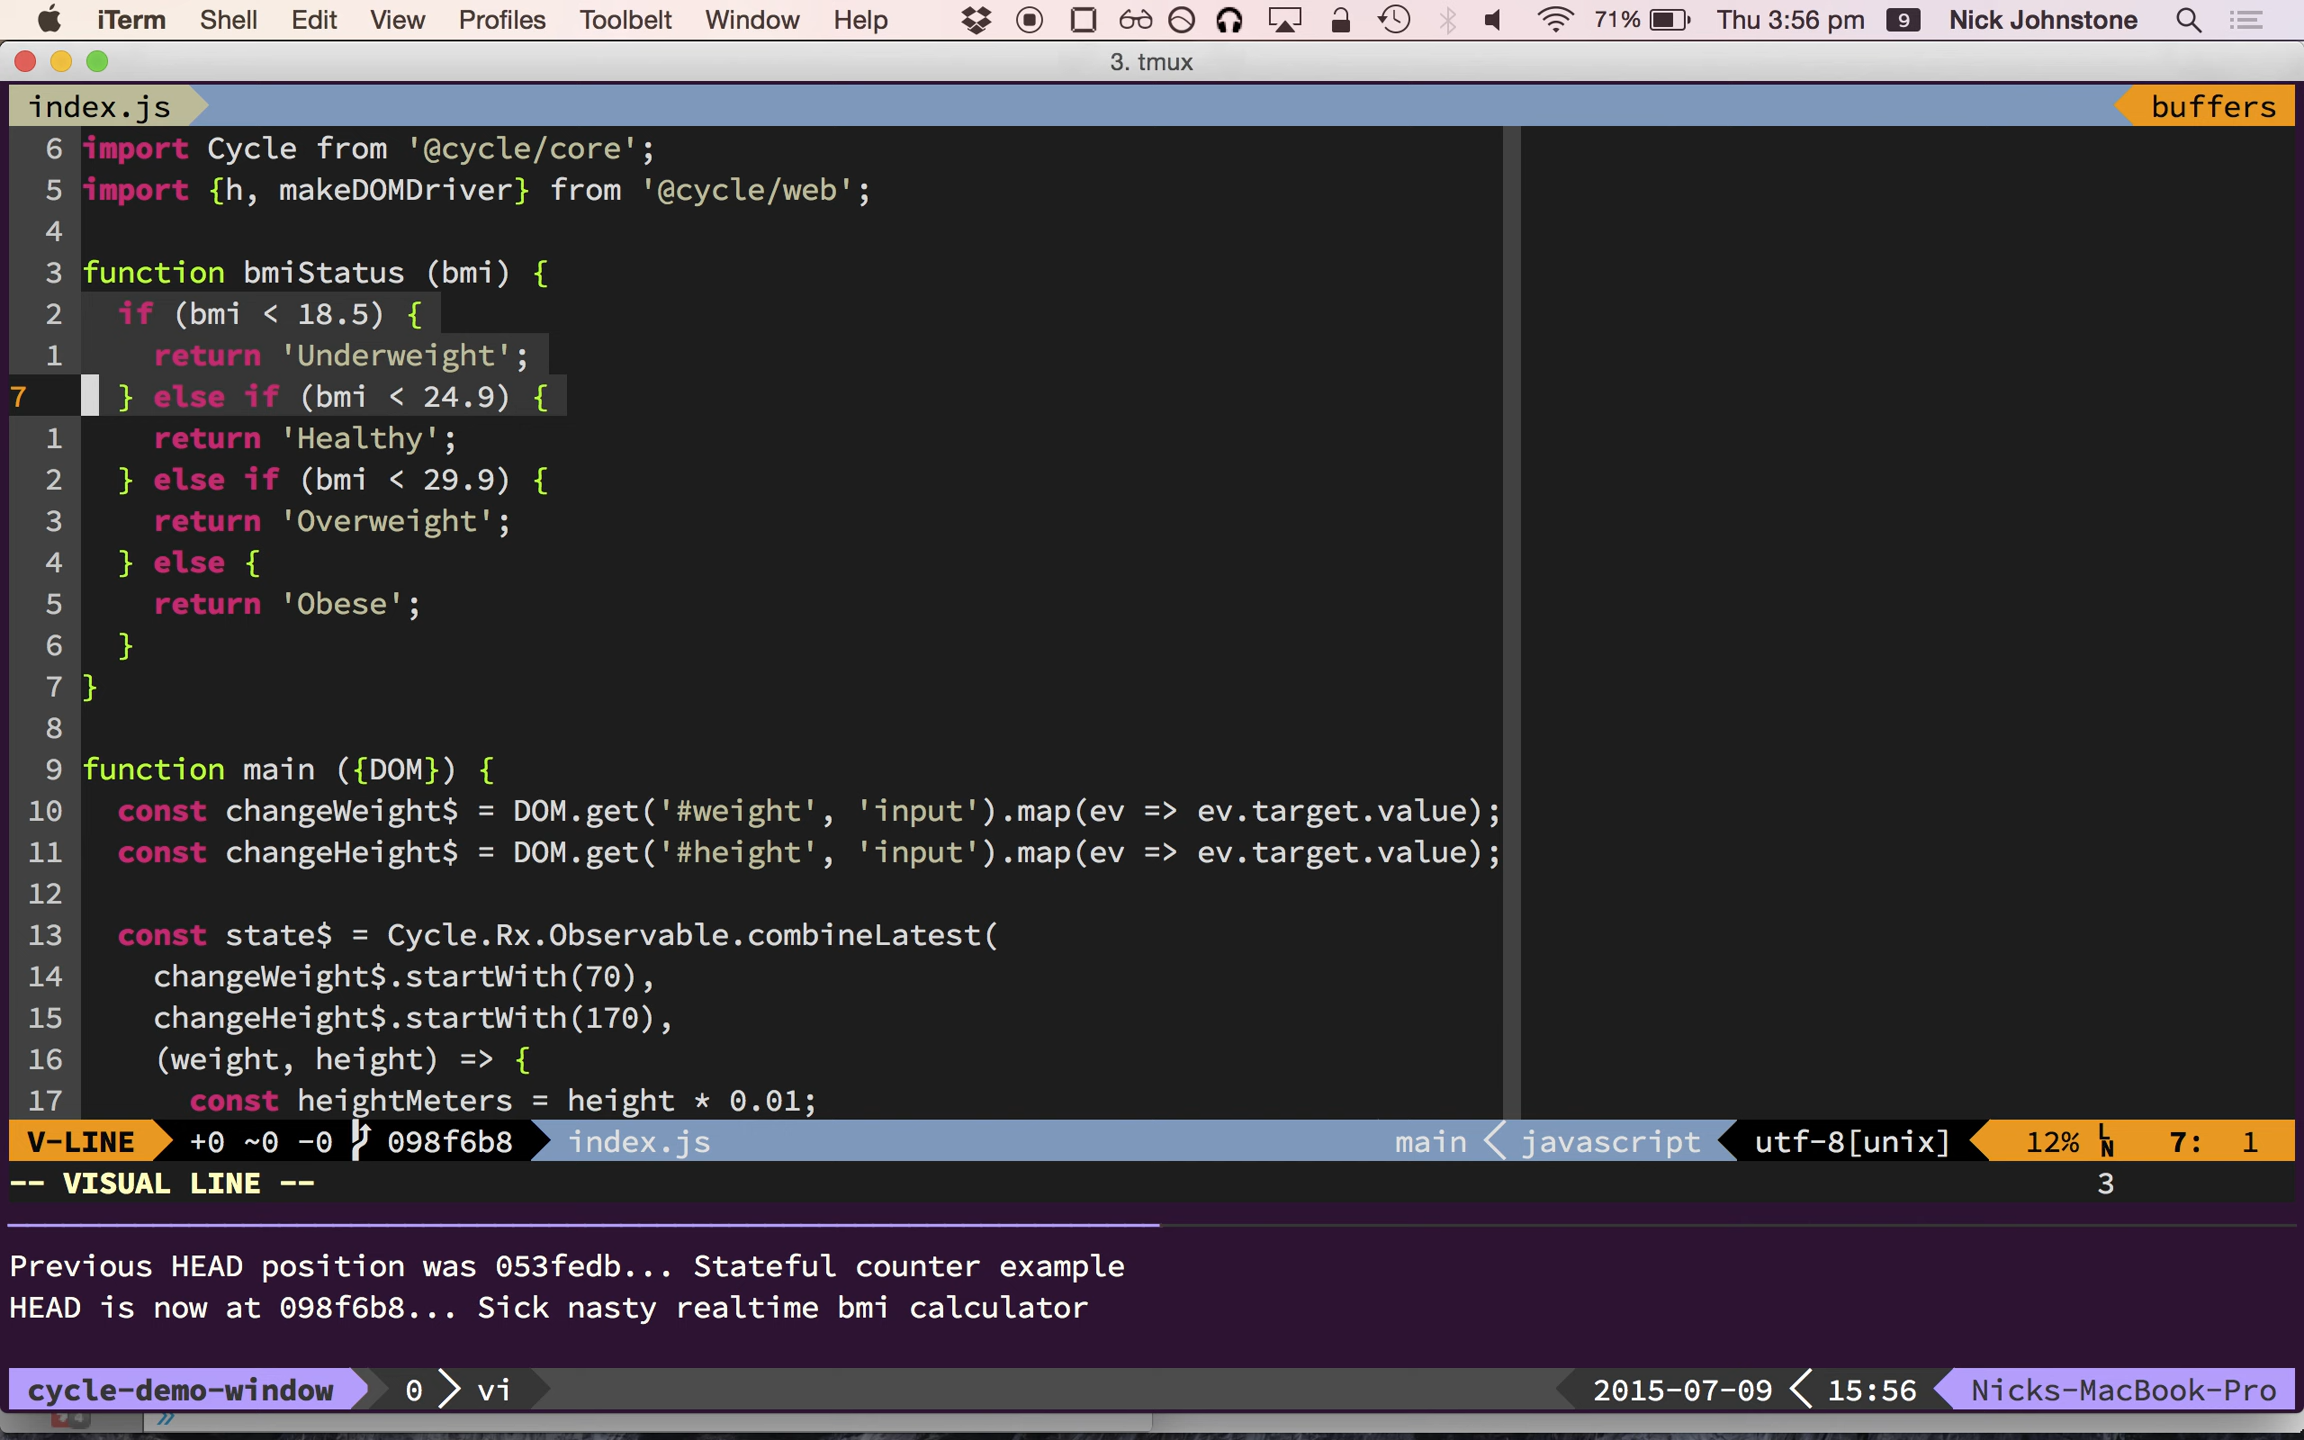 iTerm Shell Edit View Profiles Toolbelt Window Help 71% Thu 3:56 pm 9 Nick Johnstone
3. tmux
index.js buffers
6 import Cycle from '@cycle/core';
5 import {h, makeDOMDriver} from '@cycle/web';
4
3 function bmiStatus (bmi) {
2   if (bmi < 18.5) {
1     return 'Underweight';
7   } else if (bmi < 24.9) {
1     return 'Healthy';
2   } else if (bmi < 29.9) {
3     return 'Overweight';
4   } else {
5     return 'Obese';
6   }
7 }
8
9 function main ({DOM}) {
10   const changeWeight$ = DOM.get('#weight', 'input').map(ev => ev.target.value);
11   const changeHeight$ = DOM.get('#height', 'input').map(ev => ev.target.value);
12
13   const state$ = Cycle.Rx.Observable.combineLatest(
14     changeWeight$.startWith(70),
15     changeHeight$.startWith(170),
16     (weight, height) => {
17       const heightMeters = height * 0.01;
V-LINE +0 ~0 -0 098f6b8 index.js main < javascript utf-8[unix] 12% LN 7: 1
-- VISUAL LINE -- 3
Previous HEAD position was 053fedb... Stateful counter example
HEAD is now at 098f6b8... Sick nasty realtime bmi calculator
cycle-demo-window 0 > vi 2015-07-09 < 15:56 Nicks-MacBook-Pro